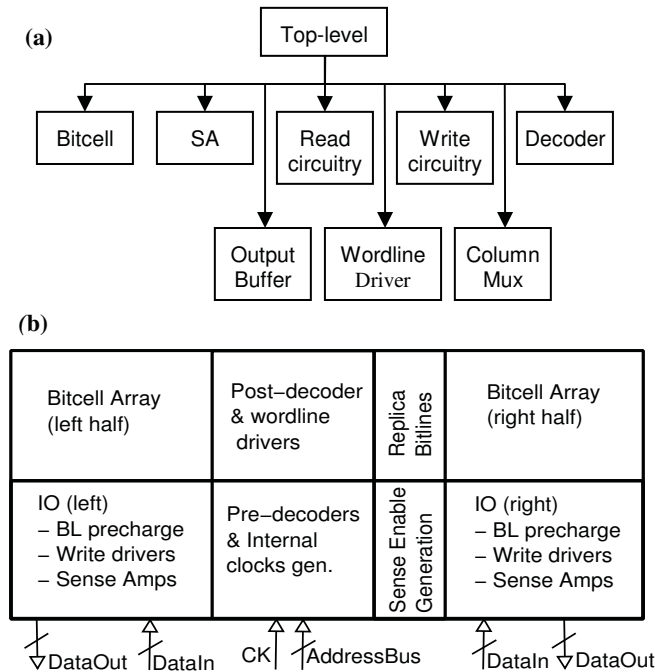 (a)
Top-level
Bitcell
SA
Read
circuitry
Write
circuitry
Decoder
Output
Buffer
Wordline
Driver
Column
Mux
(b)
Bitcell Array
(left half)
Post−decoder
& wordline
drivers
Replica
Bitlines
Bitcell Array
(right half)
IO (left)
− BL precharge
− Write drivers
− Sense Amps
Pre−decoders
& Internal
clocks gen.
Sense Enable
Generation
IO (right)
− BL precharge
− Write drivers
− Sense Amps
DataOut
DataIn
CK
AddressBus
DataIn
DataOut